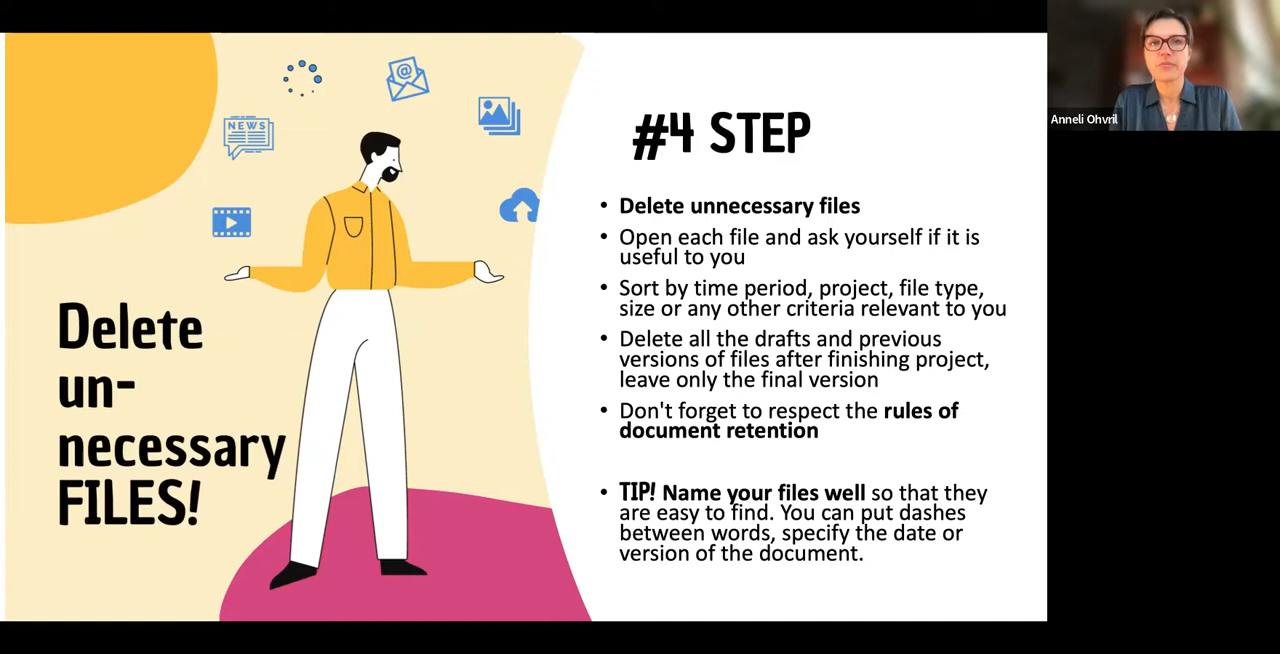 NEWS
@
Delete
un-
necessary
FILES!
#4 STEP
• Delete unnecessary files
• Open each file and ask yourself if it is
useful to you
• Sort by time period, project, file type,
size or any other criteria relevant to you
• Delete all the drafts and previous
versions of files after finishing project,
leave only the final version
• Don't forget to respect the rules of
document retention
• TIP! Name your files well so that they
are easy to find. You can put dashes
between words, specify the date or
version of the document.
Anneli Ohvril